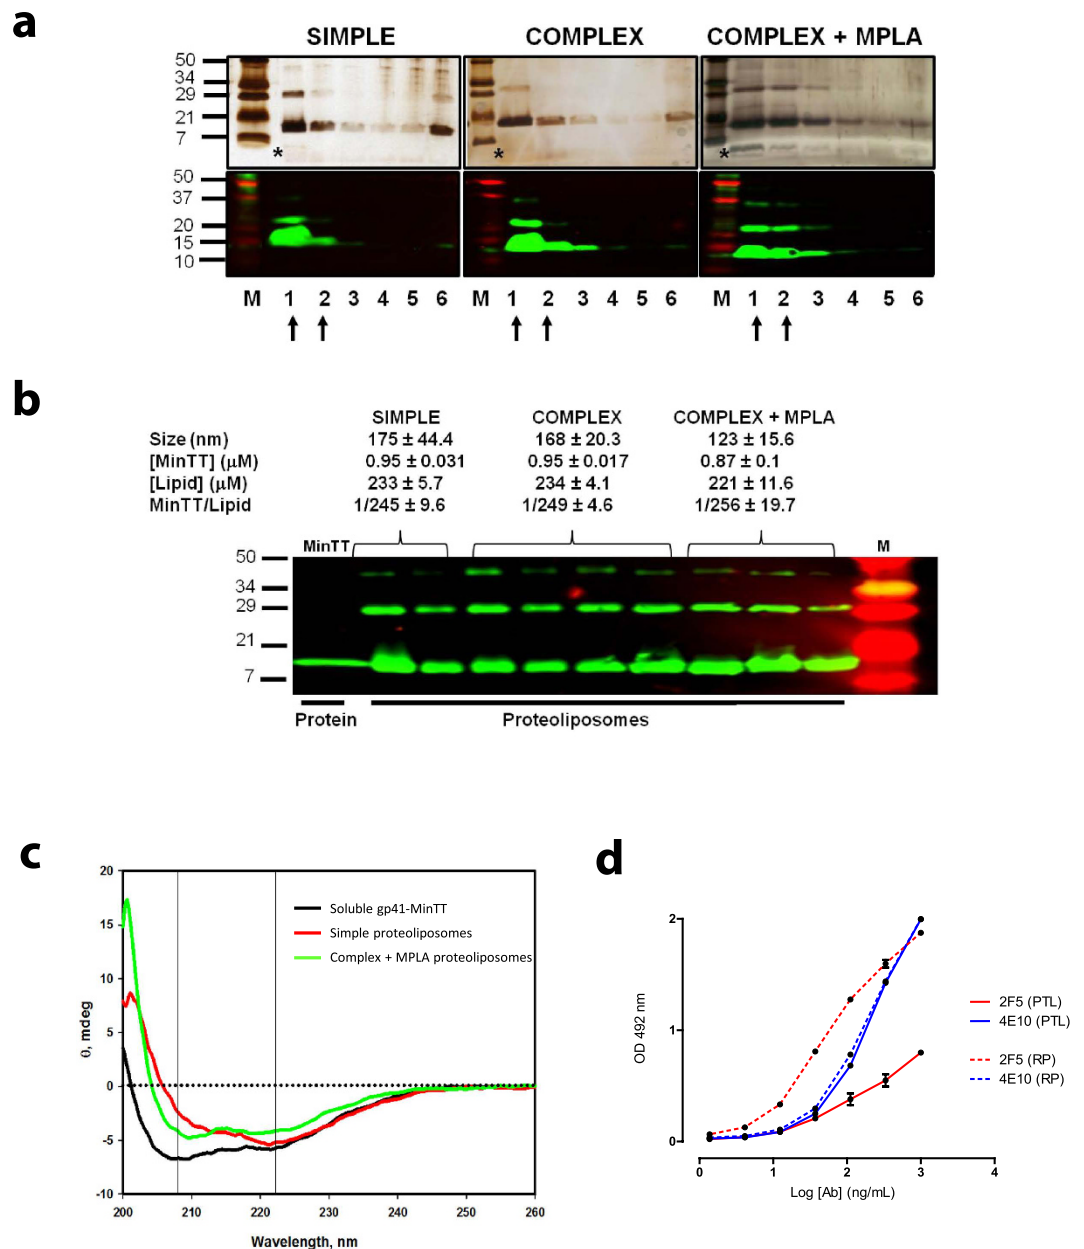 a
SIMPLE COMPLEX COMPLEX + MPLA
50
34
29
21
7
* * *
50
37
20
15
10
M 1 2 3 4 5 6 M 1 2 3 4 5 6 M 1 2 3 4 5 6
b
SIMPLE COMPLEX COMPLEX + MPLA
Size (nm) 175 ± 44.4 168 ± 20.3 123 ± 15.6
[MinTT] (µM) 0.95 ± 0.031 0.95 ± 0.017 0.87 ± 0.1
[Lipid] (µM) 233 ± 5.7 234 ± 4.1 221 ± 11.6
MinTT/Lipid 1/245 ± 9.6 1/249 ± 4.6 1/256 ± 19.7
MinTT M
50
34
29
21
7
Protein Proteoliposomes
c
20
15
10
5
0
-5
-10
θ, mdeg
Soluble gp41-MinTT
Simple proteoliposomes
Complex + MPLA proteoliposomes
200 210 220 230 240 250 260
Wavelength, nm
d
2
1
0
OD 492 nm
2F5 (PTL)
4E10 (PTL)
2F5 (RP)
4E10 (RP)
0 1 2 3 4
Log [Ab] (ng/mL)